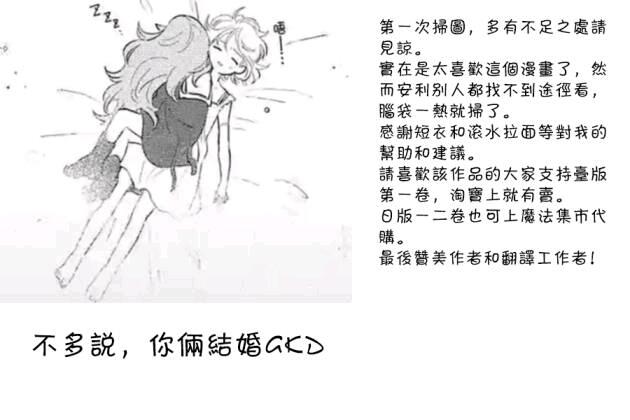 ZZZ
唔…
第一次掃圖，多有不足之處請
見諒。
實在是太喜歡這個漫畫了，然
而安利別人都找不到途徑看，
腦袋一熱就掃了。
感謝短衣和滾水拉面等對我的
幫助和建議。
請喜歡該作品的大家支持臺版
第一卷，淘寶上就有賣。
日版一二卷也可上魔法集市代
購。
最後贊美作者和翻譯工作者！
不多説，你倆結婚GKD